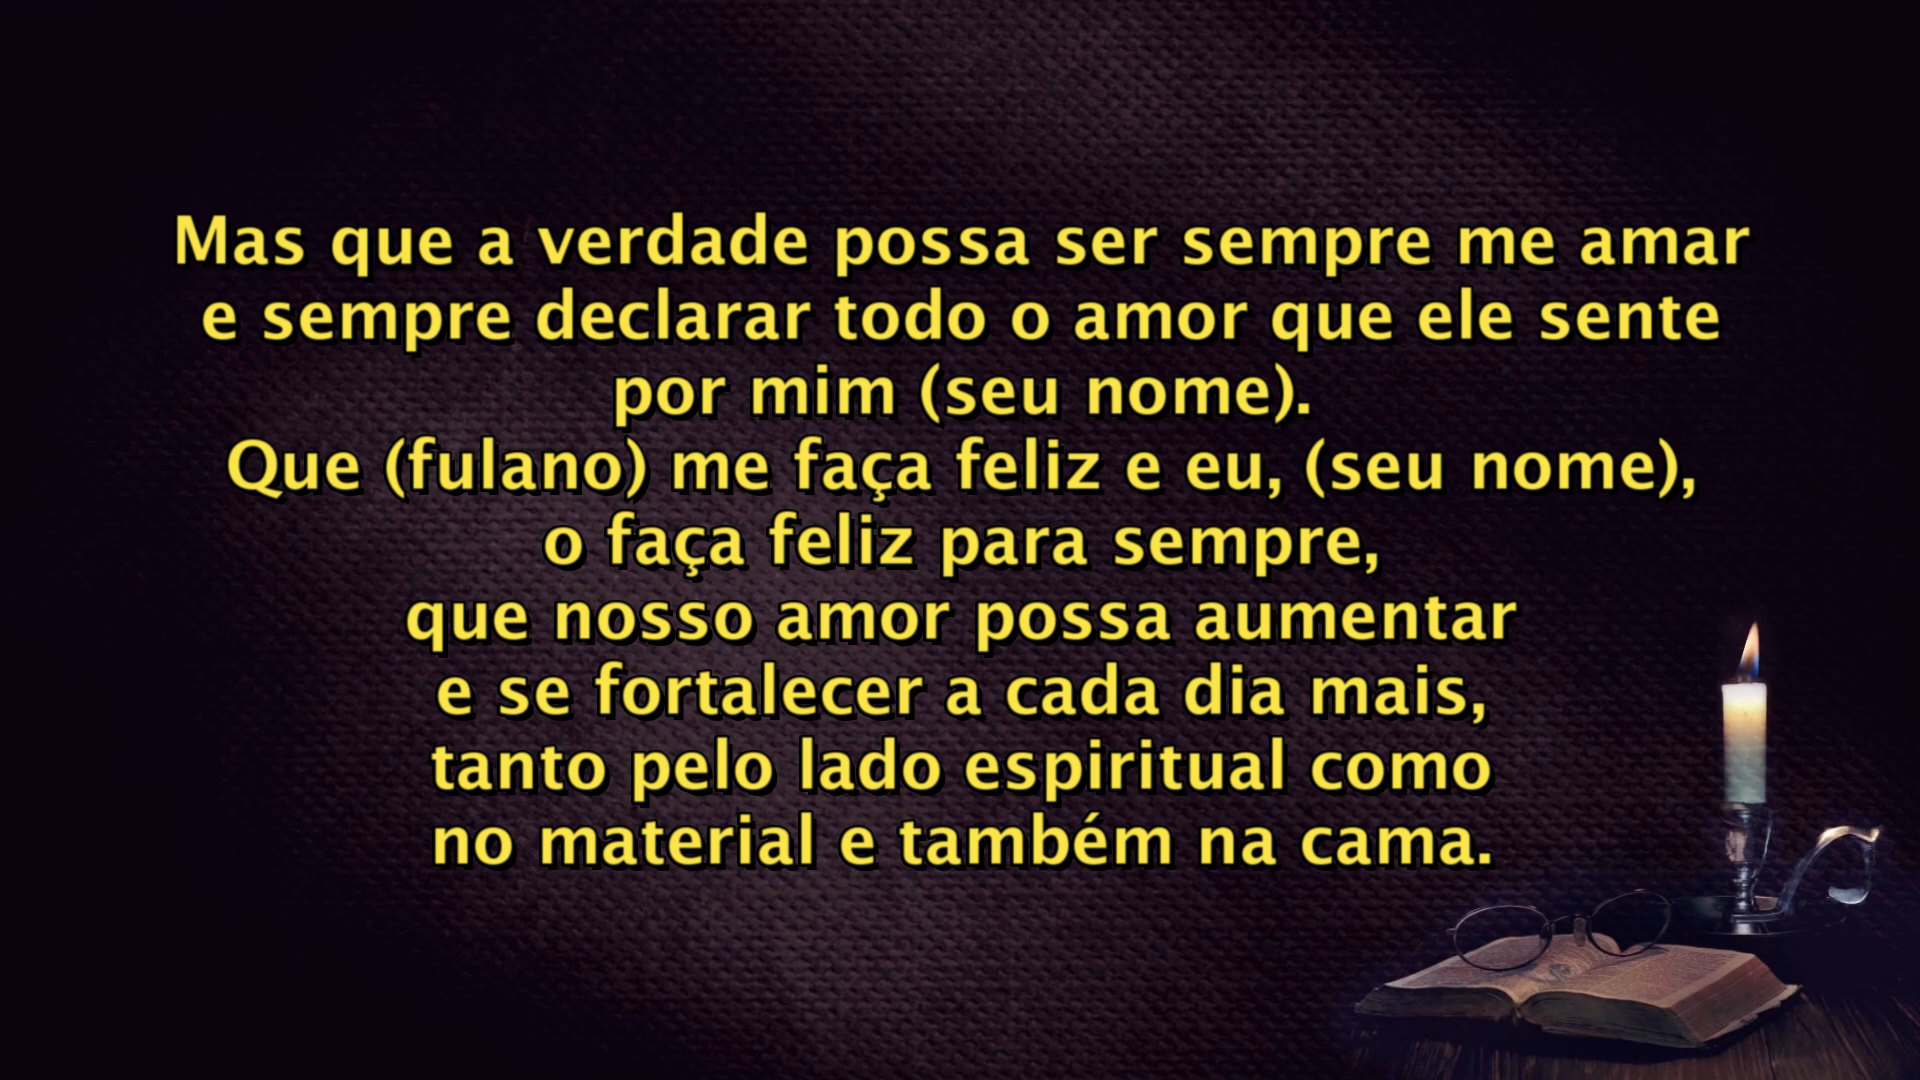 Mas que a verdade possa ser sempre me amar
e sempre declarar todo o amor que ele sente
por mim (seu nome).
Que (fulano) me faça feliz e eu, (seu nome),
o faça feliz para sempre,
que nosso amor possa aumentar
e se fortalecer a cada dia mais,
tanto pelo lado espiritual como
no material e também na cama.